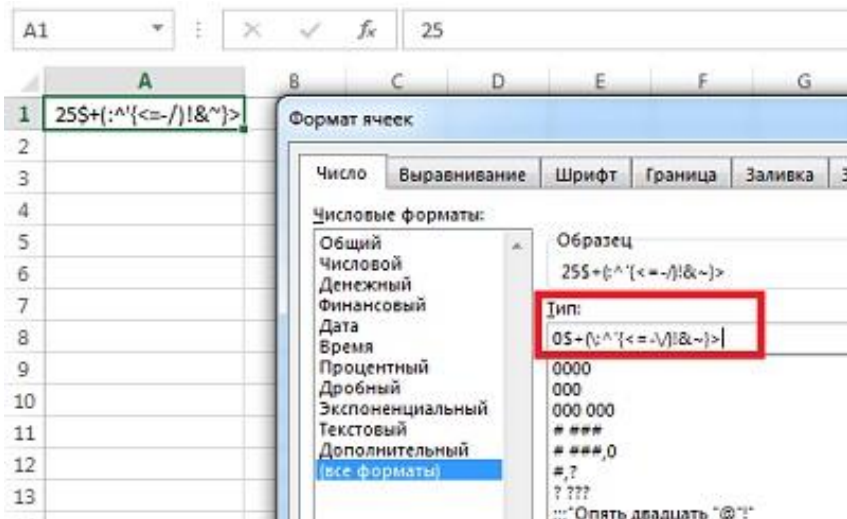 A1 fx 25
A B C D E F G
1 25$+(:^'{<=-/)!&~}>
2
3
4
5
6
7
8
9
10
11
12
13
Формат ячеек
Число Выравнивание Шрифт Граница Заливка
Числовые форматы:
Общий
Числовой
Денежный
Финансовый
Дата
Время
Процентный
Дробный
Экспоненциальный
Текстовый
Дополнительный
(все форматы)
Образец
25$+(:^'{<=-/)!&~}>
Тип:
0$+(\:^'{<=-\/)!&~}>
0000
000
000 000
# ###
# ###,0
#,?
? ???
;;;"Опять двадцать "@"!"